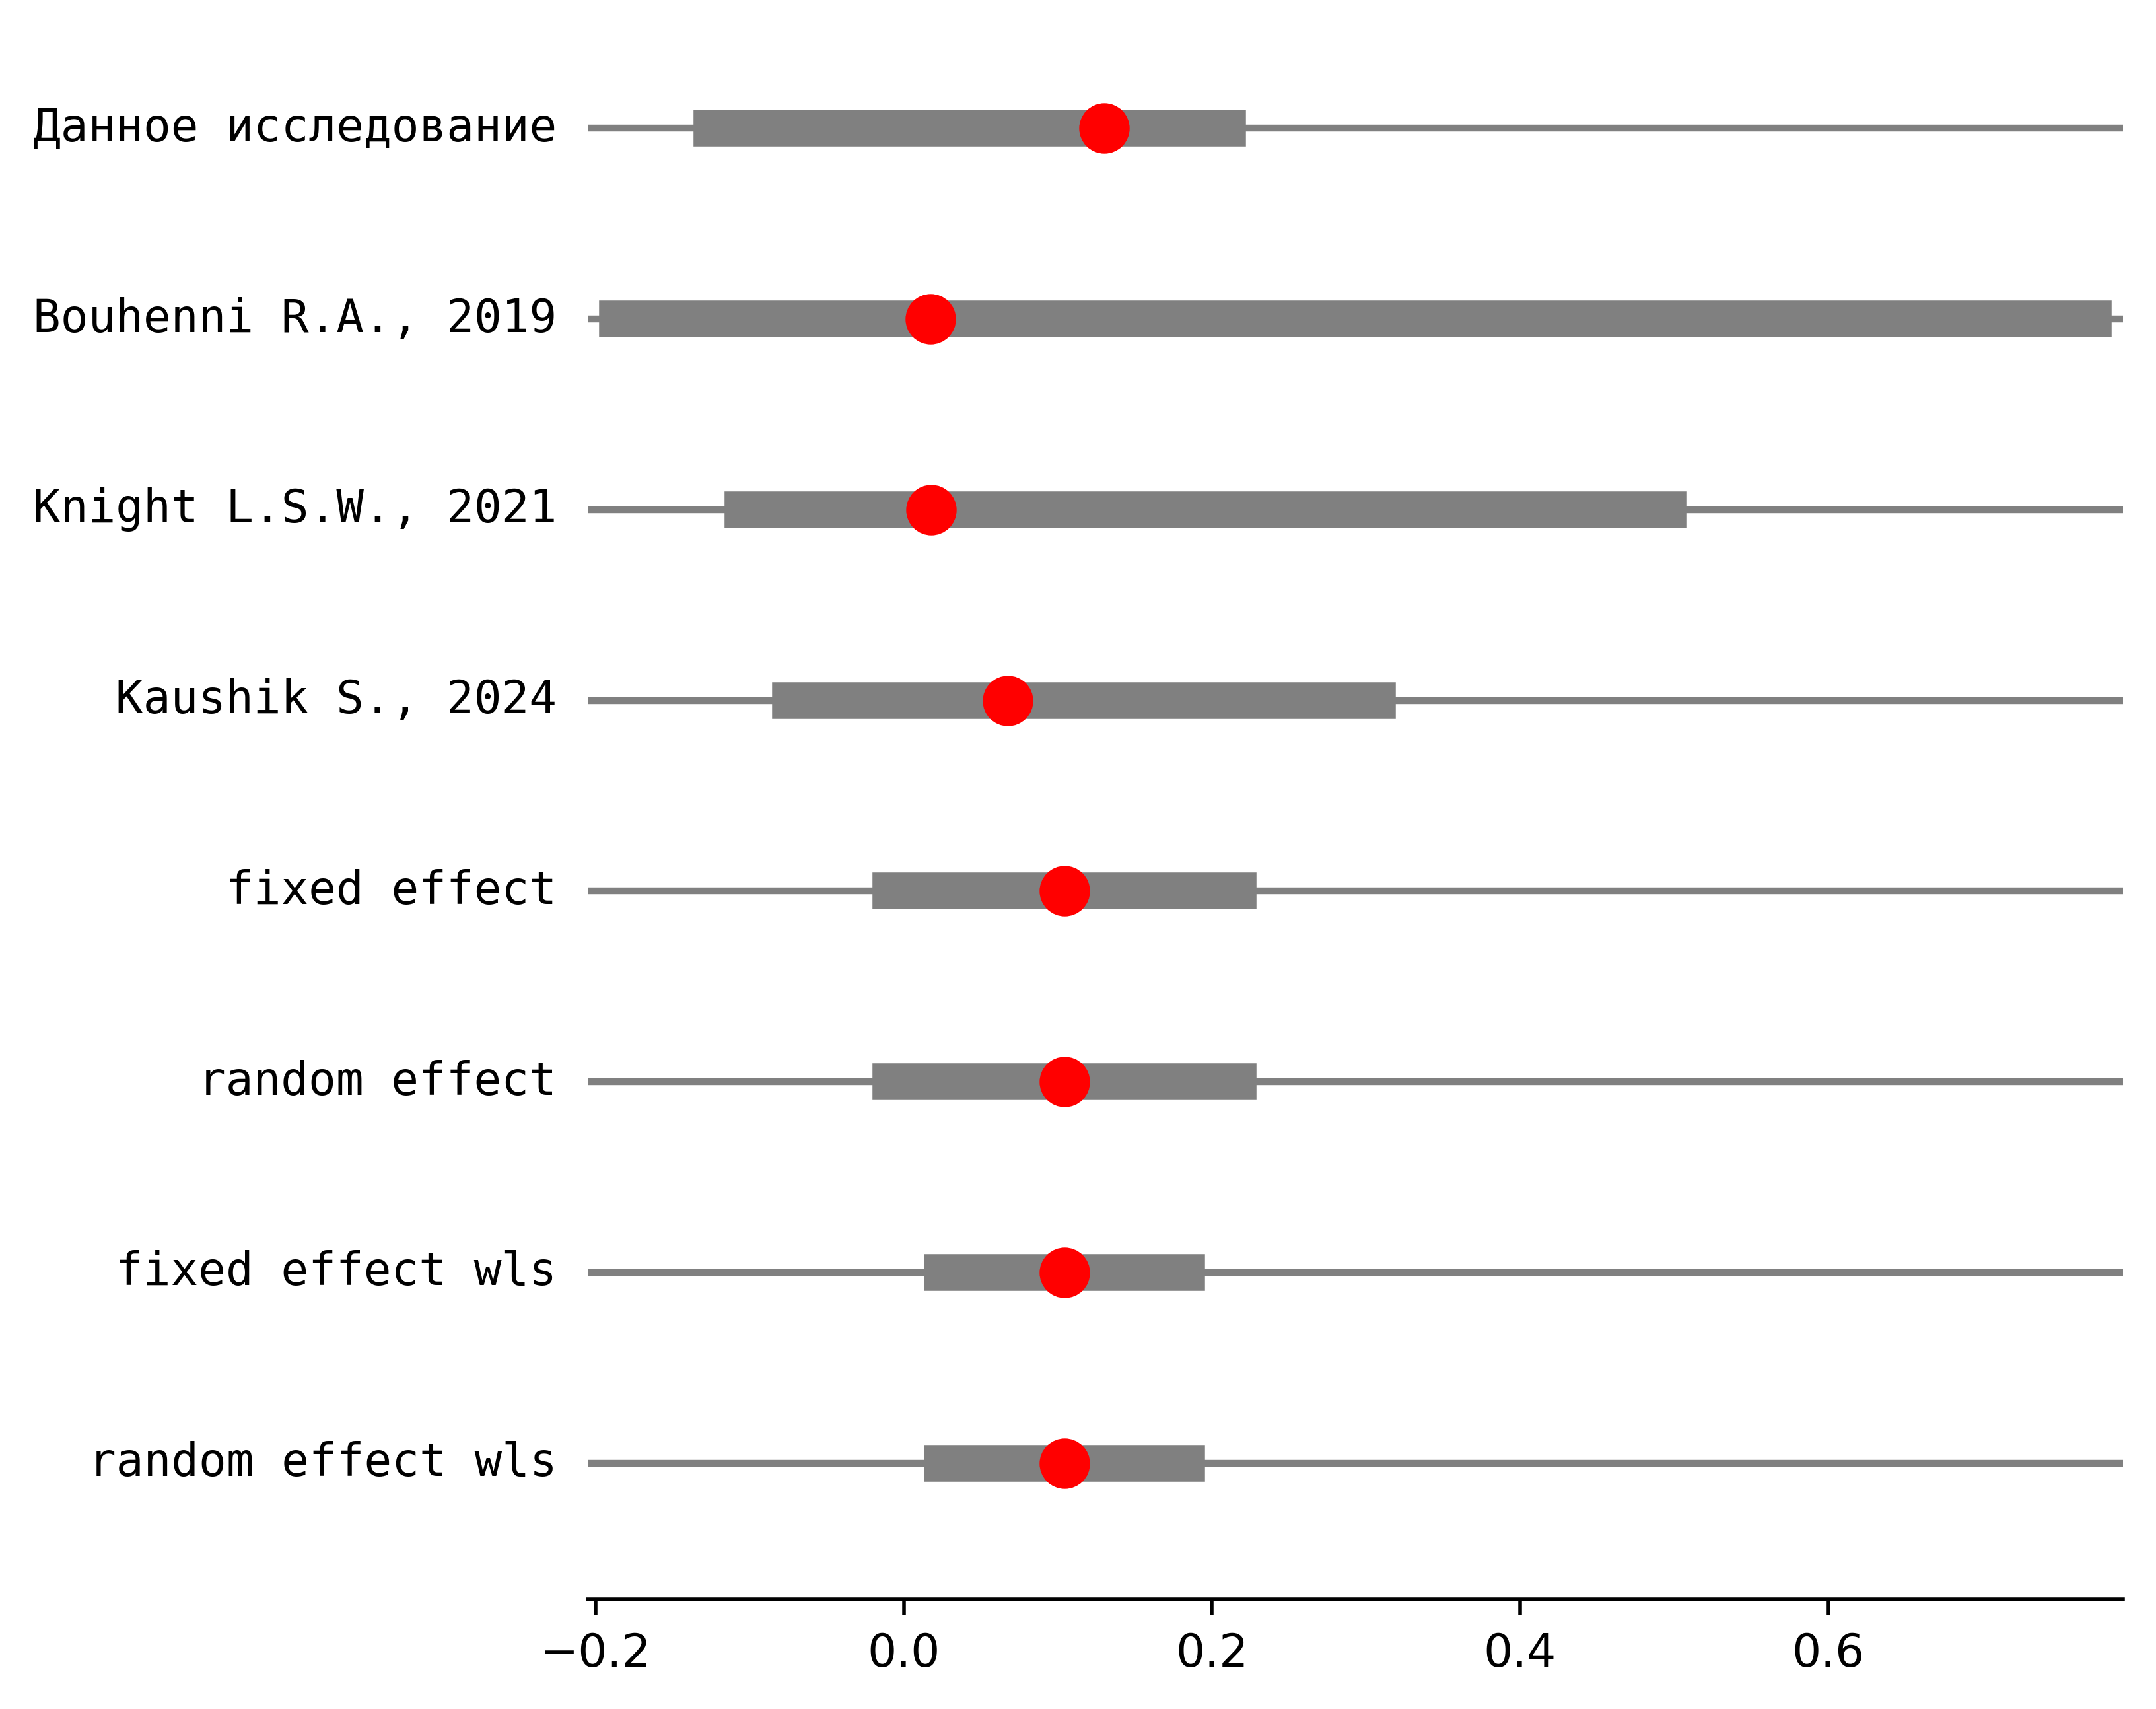 Данное исследование
Bouhenni R.A., 2019
Knight L.S.W., 2021
Kaushik S., 2024
fixed effect
random effect
fixed effect wls
random effect wls
−0.2 0.0 0.2 0.4 0.6